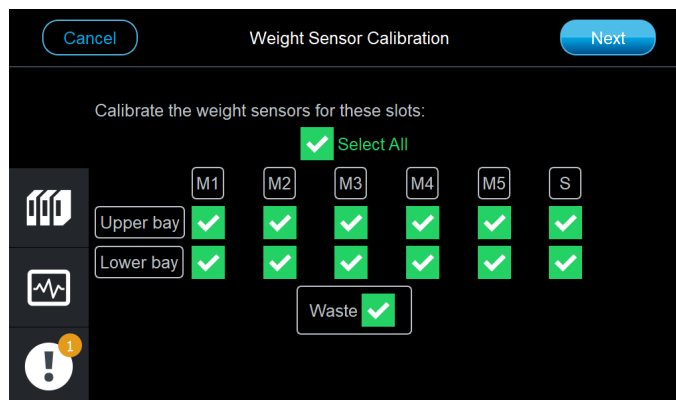 Cancel Weight Sensor Calibration Next
Calibrate the weight sensors for these slots:
Select All
M1 M2 M3 M4 M5 S
Upper bay
Lower bay
Waste
1